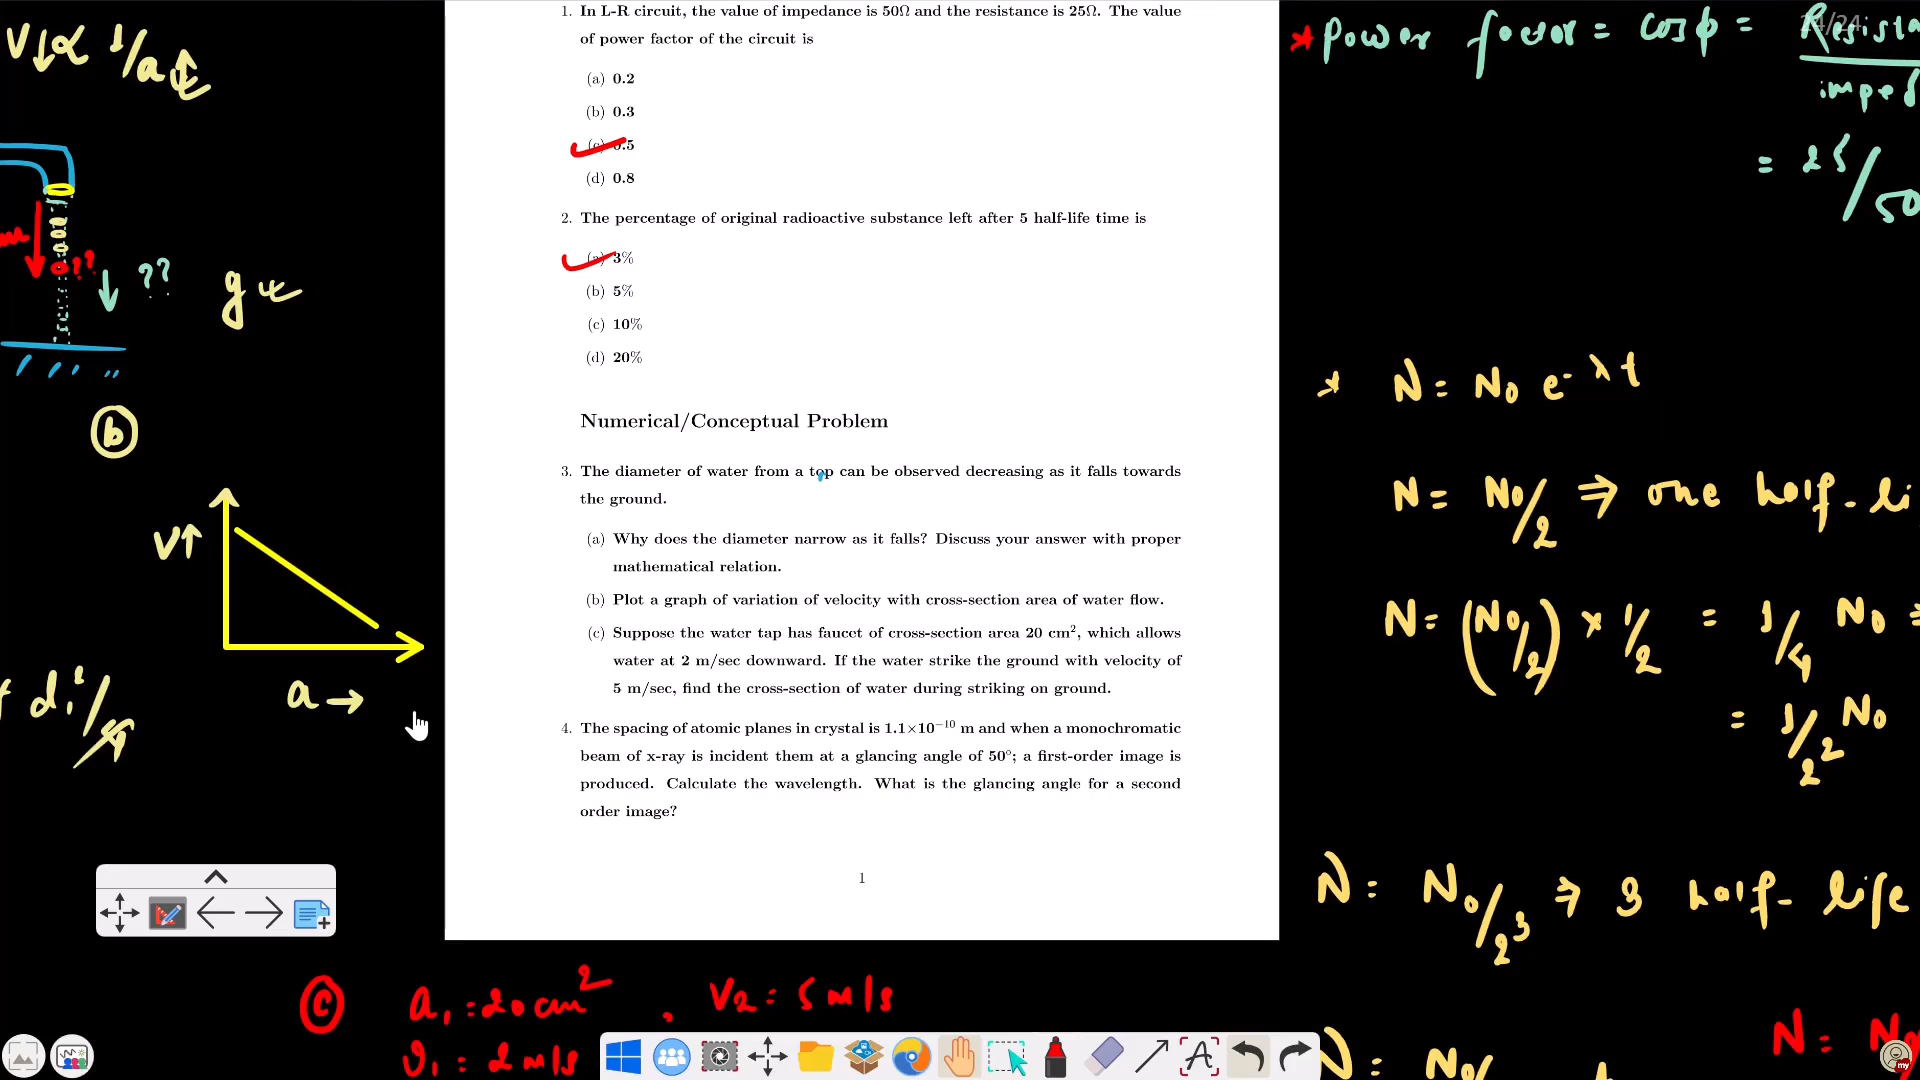 V↓∝ 1/a↑
??
↓ ??
g
(b)
V↑
a →
d₁²/4
1. In L-R circuit, the value of impedance is 50Ω and the resistance is 25Ω. The value
of power factor of the circuit is
(a) 0.2
(b) 0.3
(c) 0.5
(d) 0.8
2. The percentage of original radioactive substance left after 5 half-life time is
(a) 3%
(b) 5%
(c) 10%
(d) 20%
Numerical/Conceptual Problem
3. The diameter of water from a tap can be observed decreasing as it falls towards
the ground.
(a) Why does the diameter narrow as it falls? Discuss your answer with proper
mathematical relation.
(b) Plot a graph of variation of velocity with cross-section area of water flow.
(c) Suppose the water tap has faucet of cross-section area 20 cm², which allows
water at 2 m/sec downward. If the water strike the ground with velocity of
5 m/sec, find the cross-section of water during striking on ground.
4. The spacing of atomic planes in crystal is 1.1×10⁻¹⁰ m and when a monochromatic
beam of x-ray is incident them at a glancing angle of 50°; a first-order image is
produced. Calculate the wavelength. What is the glancing angle for a second
order image?
1
24/24
* Power factor = cosϕ = Resista
imped
= 25/50
* N = N₀ e^-λt
N = N₀/2 ⇒ one half-li
N = (N₀/2) × 1/2 = 1/4 N₀ ⇒
= 1/2² N₀
N = N₀/2³ ⇒ 3 half-life
N = N₀/
N = N₀
(c) a₁ = 20 cm², V₂ = 5 m/s
v₁ = 2 m/s
my